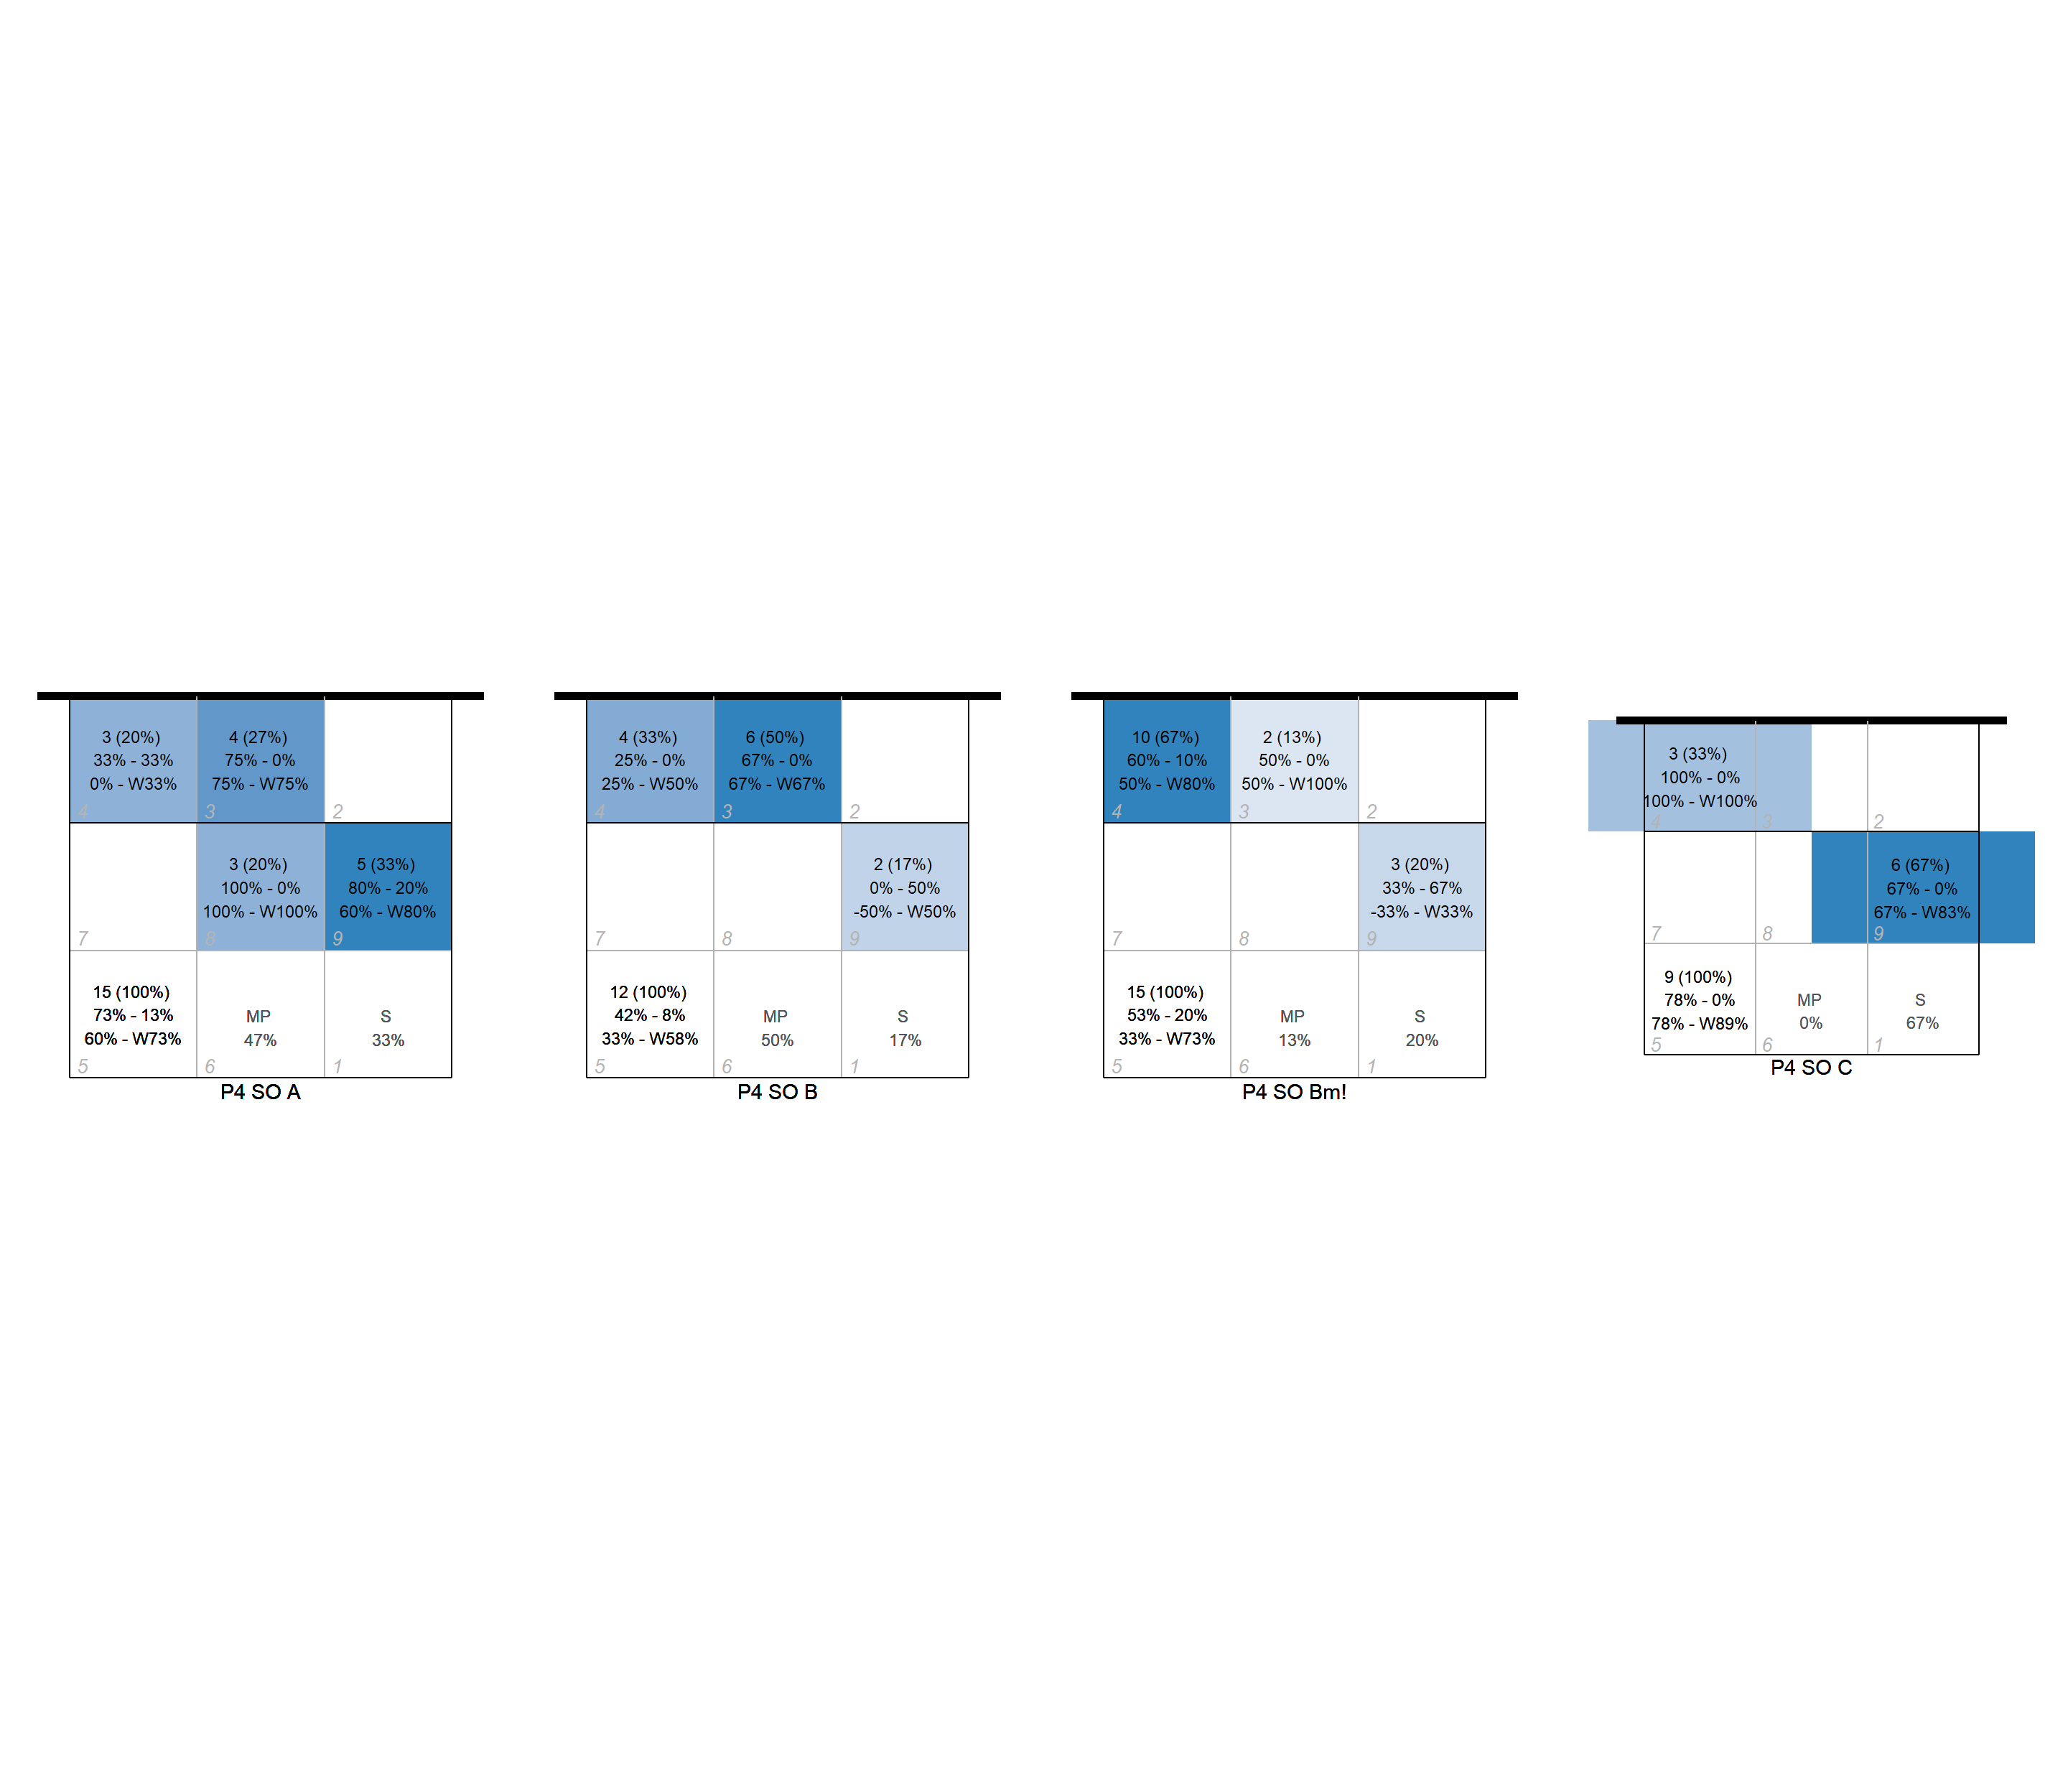 3 (20%)
33% - 33%
0% - W33%
4
4 (27%)
75% - 0%
75% - W75%
3
2
7
3 (20%)
100% - 0%
100% - W100%
8
5 (33%)
80% - 20%
60% - W80%
9
15 (100%)
73% - 13%
60% - W73%
5
MP
47%
6
S
33%
1
P4 SO A
4 (33%)
25% - 0%
25% - W50%
4
6 (50%)
67% - 0%
67% - W67%
3
2
7
8
2 (17%)
0% - 50%
-50% - W50%
9
12 (100%)
42% - 8%
33% - W58%
5
MP
50%
6
S
17%
1
P4 SO B
10 (67%)
60% - 10%
50% - W80%
4
2 (13%)
50% - 0%
50% - W100%
3
2
7
8
3 (20%)
33% - 67%
-33% - W33%
9
15 (100%)
53% - 20%
33% - W73%
5
MP
13%
6
S
20%
1
P4 SO Bm!
3 (33%)
100% - 0%
100% - W100%
4
3
2
7
8
6 (67%)
67% - 0%
67% - W83%
9
9 (100%)
78% - 0%
78% - W89%
5
MP
0%
6
S
67%
1
P4 SO C